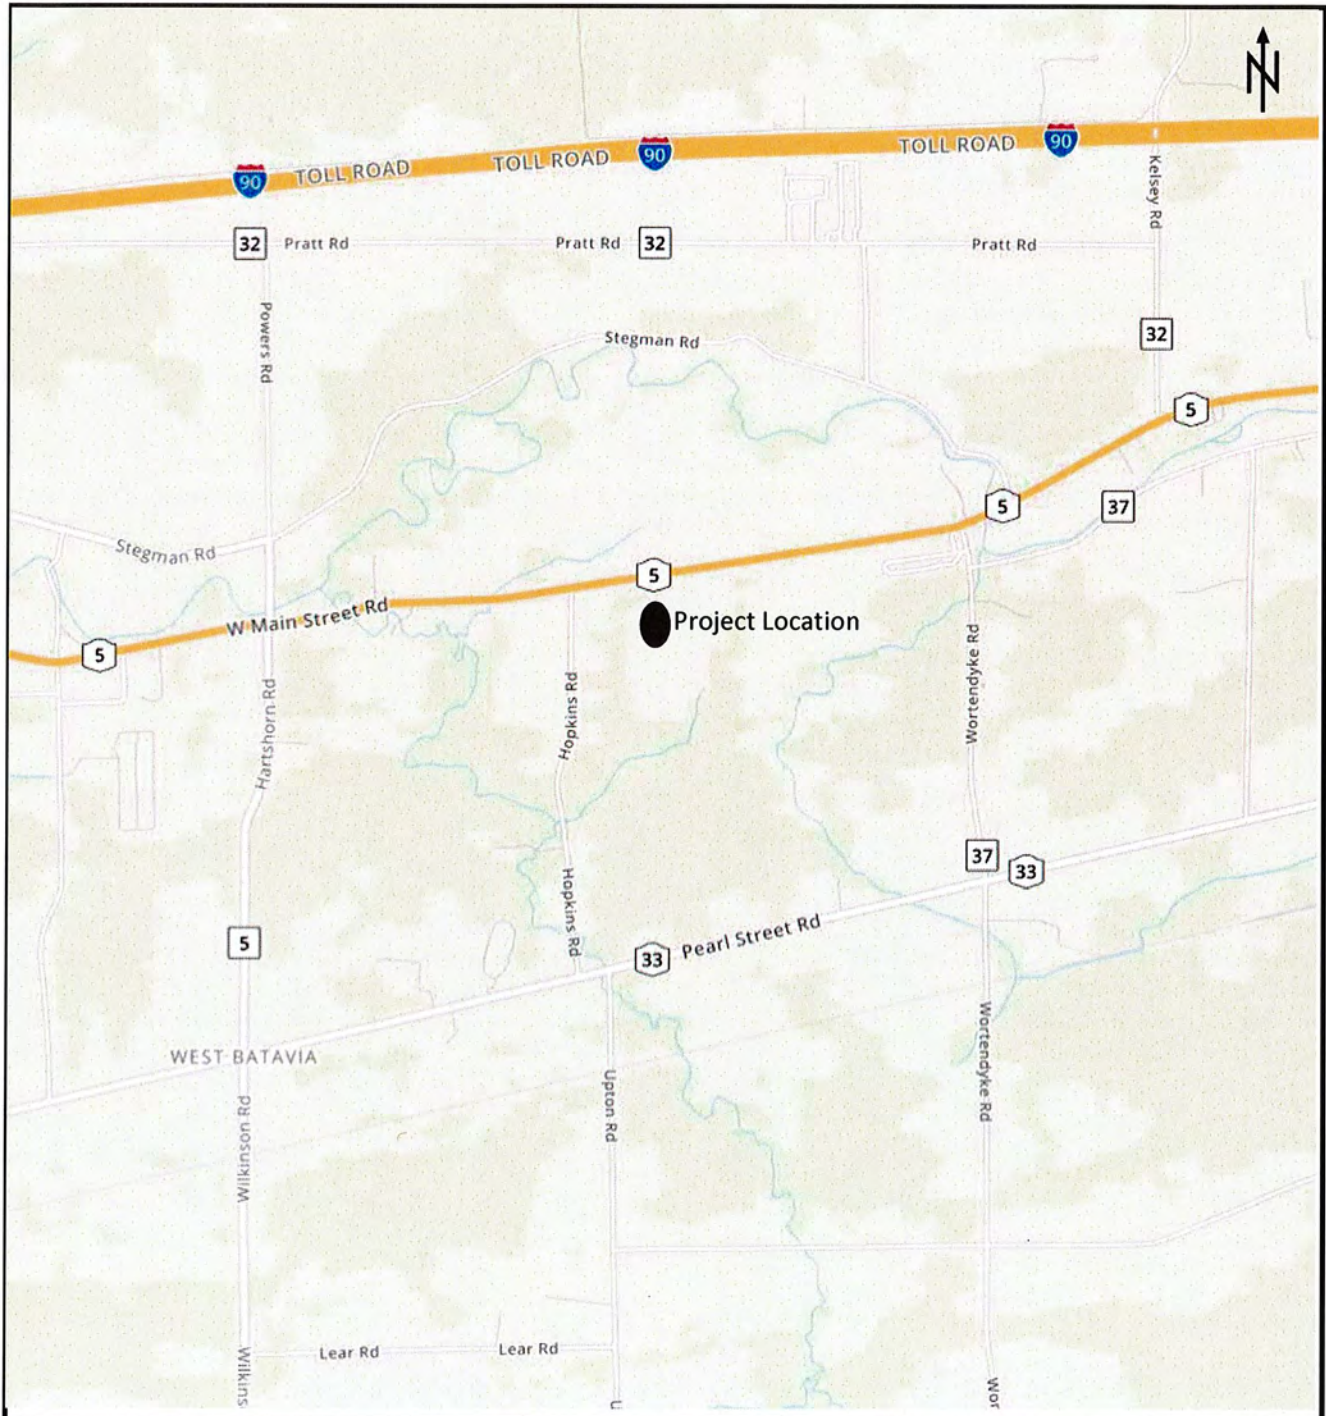 N
TOLL ROAD
90
TOLL ROAD
90
TOLL ROAD
90
Kelsey Rd
32
Pratt Rd
Pratt Rd
32
Pratt Rd
Powers Rd
Stegman Rd
32
5
5
37
Stegman Rd
5
W Main Street Rd
Project Location
5
Hartshorn Rd
Hopkins Rd
Wortendyke Rd
37
33
Hopkins Rd
5
33
Pearl Street Rd
WEST BATAVIA
Wortendyke Rd
Upton Rd
Wilkinson Rd
Lear Rd
Lear Rd
Wilkins
U
Wor